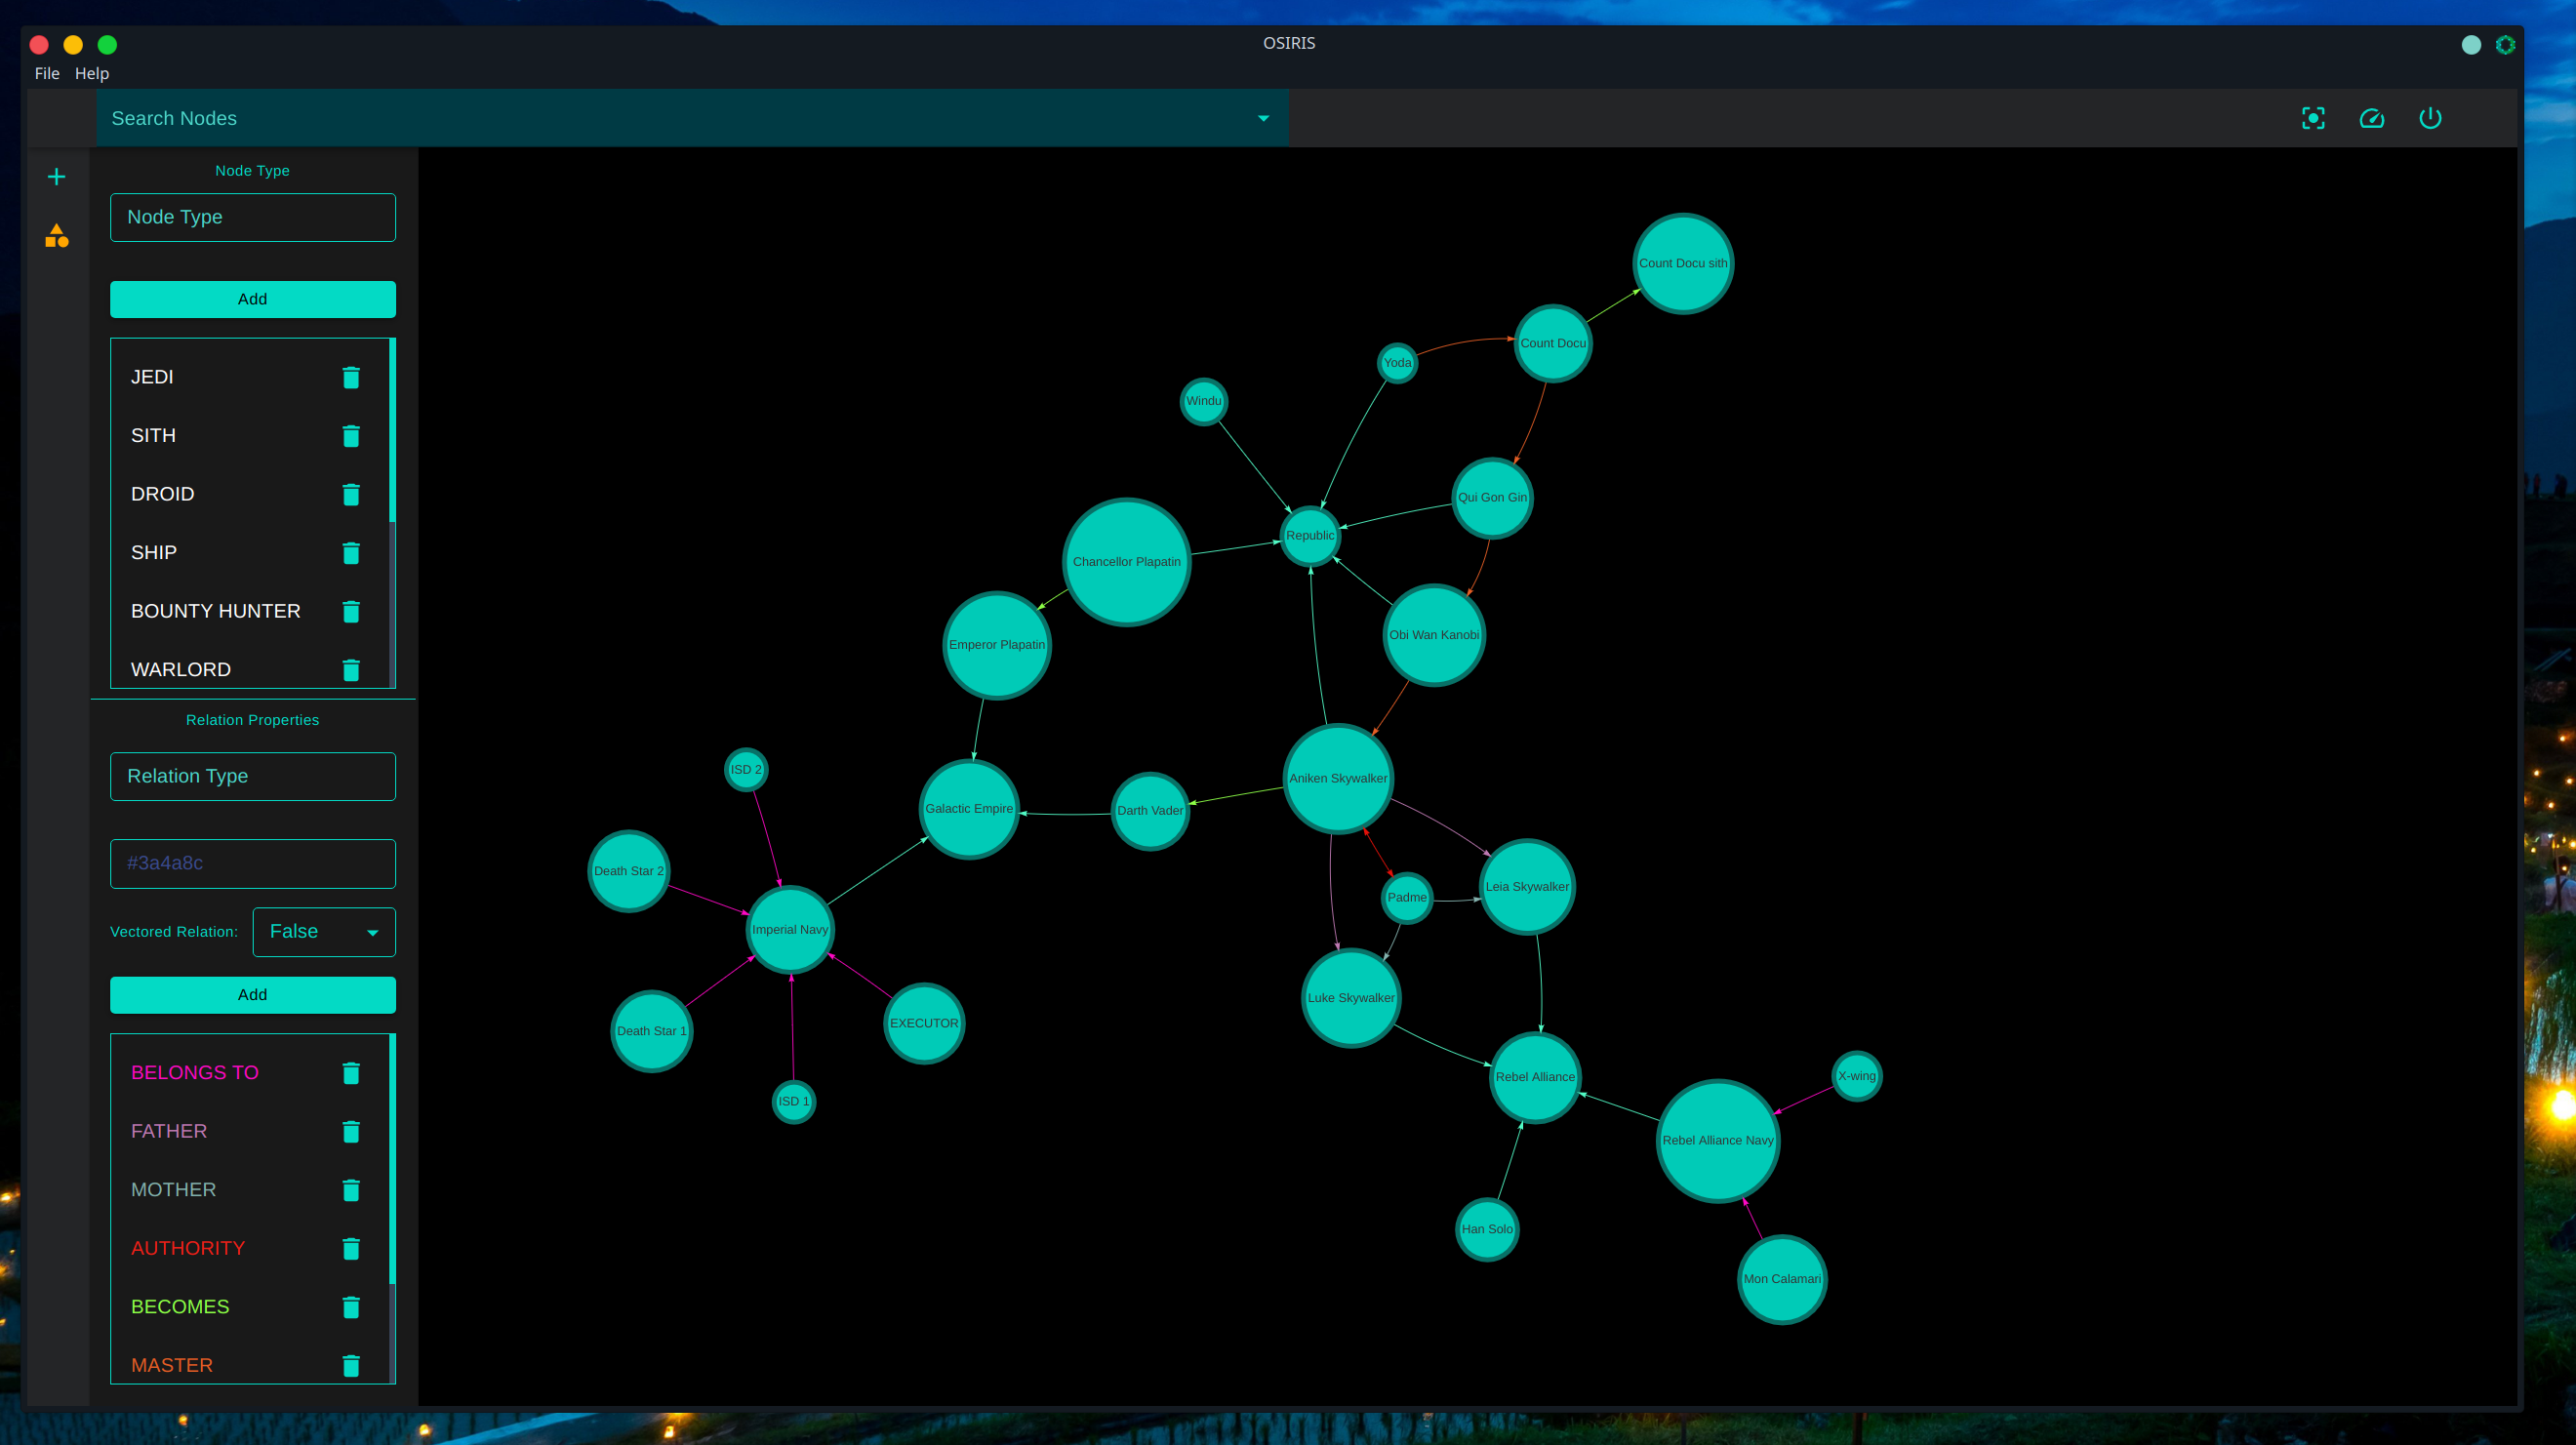 OSIRIS
File Help
Search Nodes
Node Type
Node Type
Add
JEDI
SITH
DROID
SHIP
BOUNTY HUNTER
WARLORD
Relation Properties
Relation Type
#3a4a8c
Vectored Relation: False
Add
BELONGS TO
FATHER
MOTHER
AUTHORITY
BECOMES
MASTER
Count Docu sith
Count Docu
Yoda
Windu
Qui Gon Gin
Republic
Chancellor Plapatin
Obi Wan Kanobi
Emperor Plapatin
ISD 2
Aniken Skywalker
Galactic Empire
Darth Vader
Death Star 2
Leia Skywalker
Padme
Imperial Navy
Luke Skywalker
EXECUTOR
Death Star 1
Rebel Alliance
X-wing
ISD 1
Rebel Alliance Navy
Han Solo
Mon Calamari